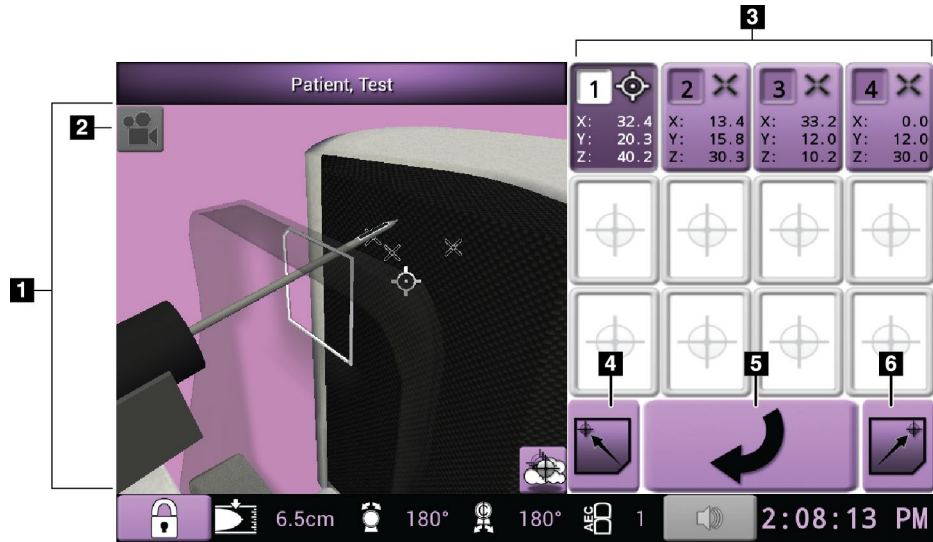 3
Patient, Test
1 2 3 4
X: 32.4 X: 13.4 X: 33.2 X: 0.0
Y: 20.3 Y: 15.8 Y: 12.0 Y: 12.0
Z: 40.2 Z: 30.3 Z: 10.2 Z: 30.0
2
1
4 5 6
6.5cm 180° 180° AEC 1 2:08:13 PM